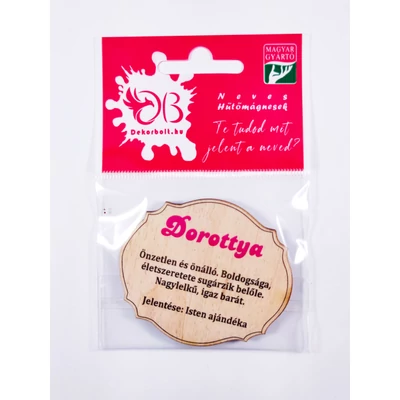 MAGYAR
GYÁRTÓ
DB
Dekorbolt.hu
Neves
Hűtőmágnesek
Te tudod mit
jelent a neved?
Dorottya
Önzetlen és önálló. Boldogsága,
életszeretete sugárzik belőle.
Nagylelkű, igaz barát.
Jelentése: Isten ajándéka